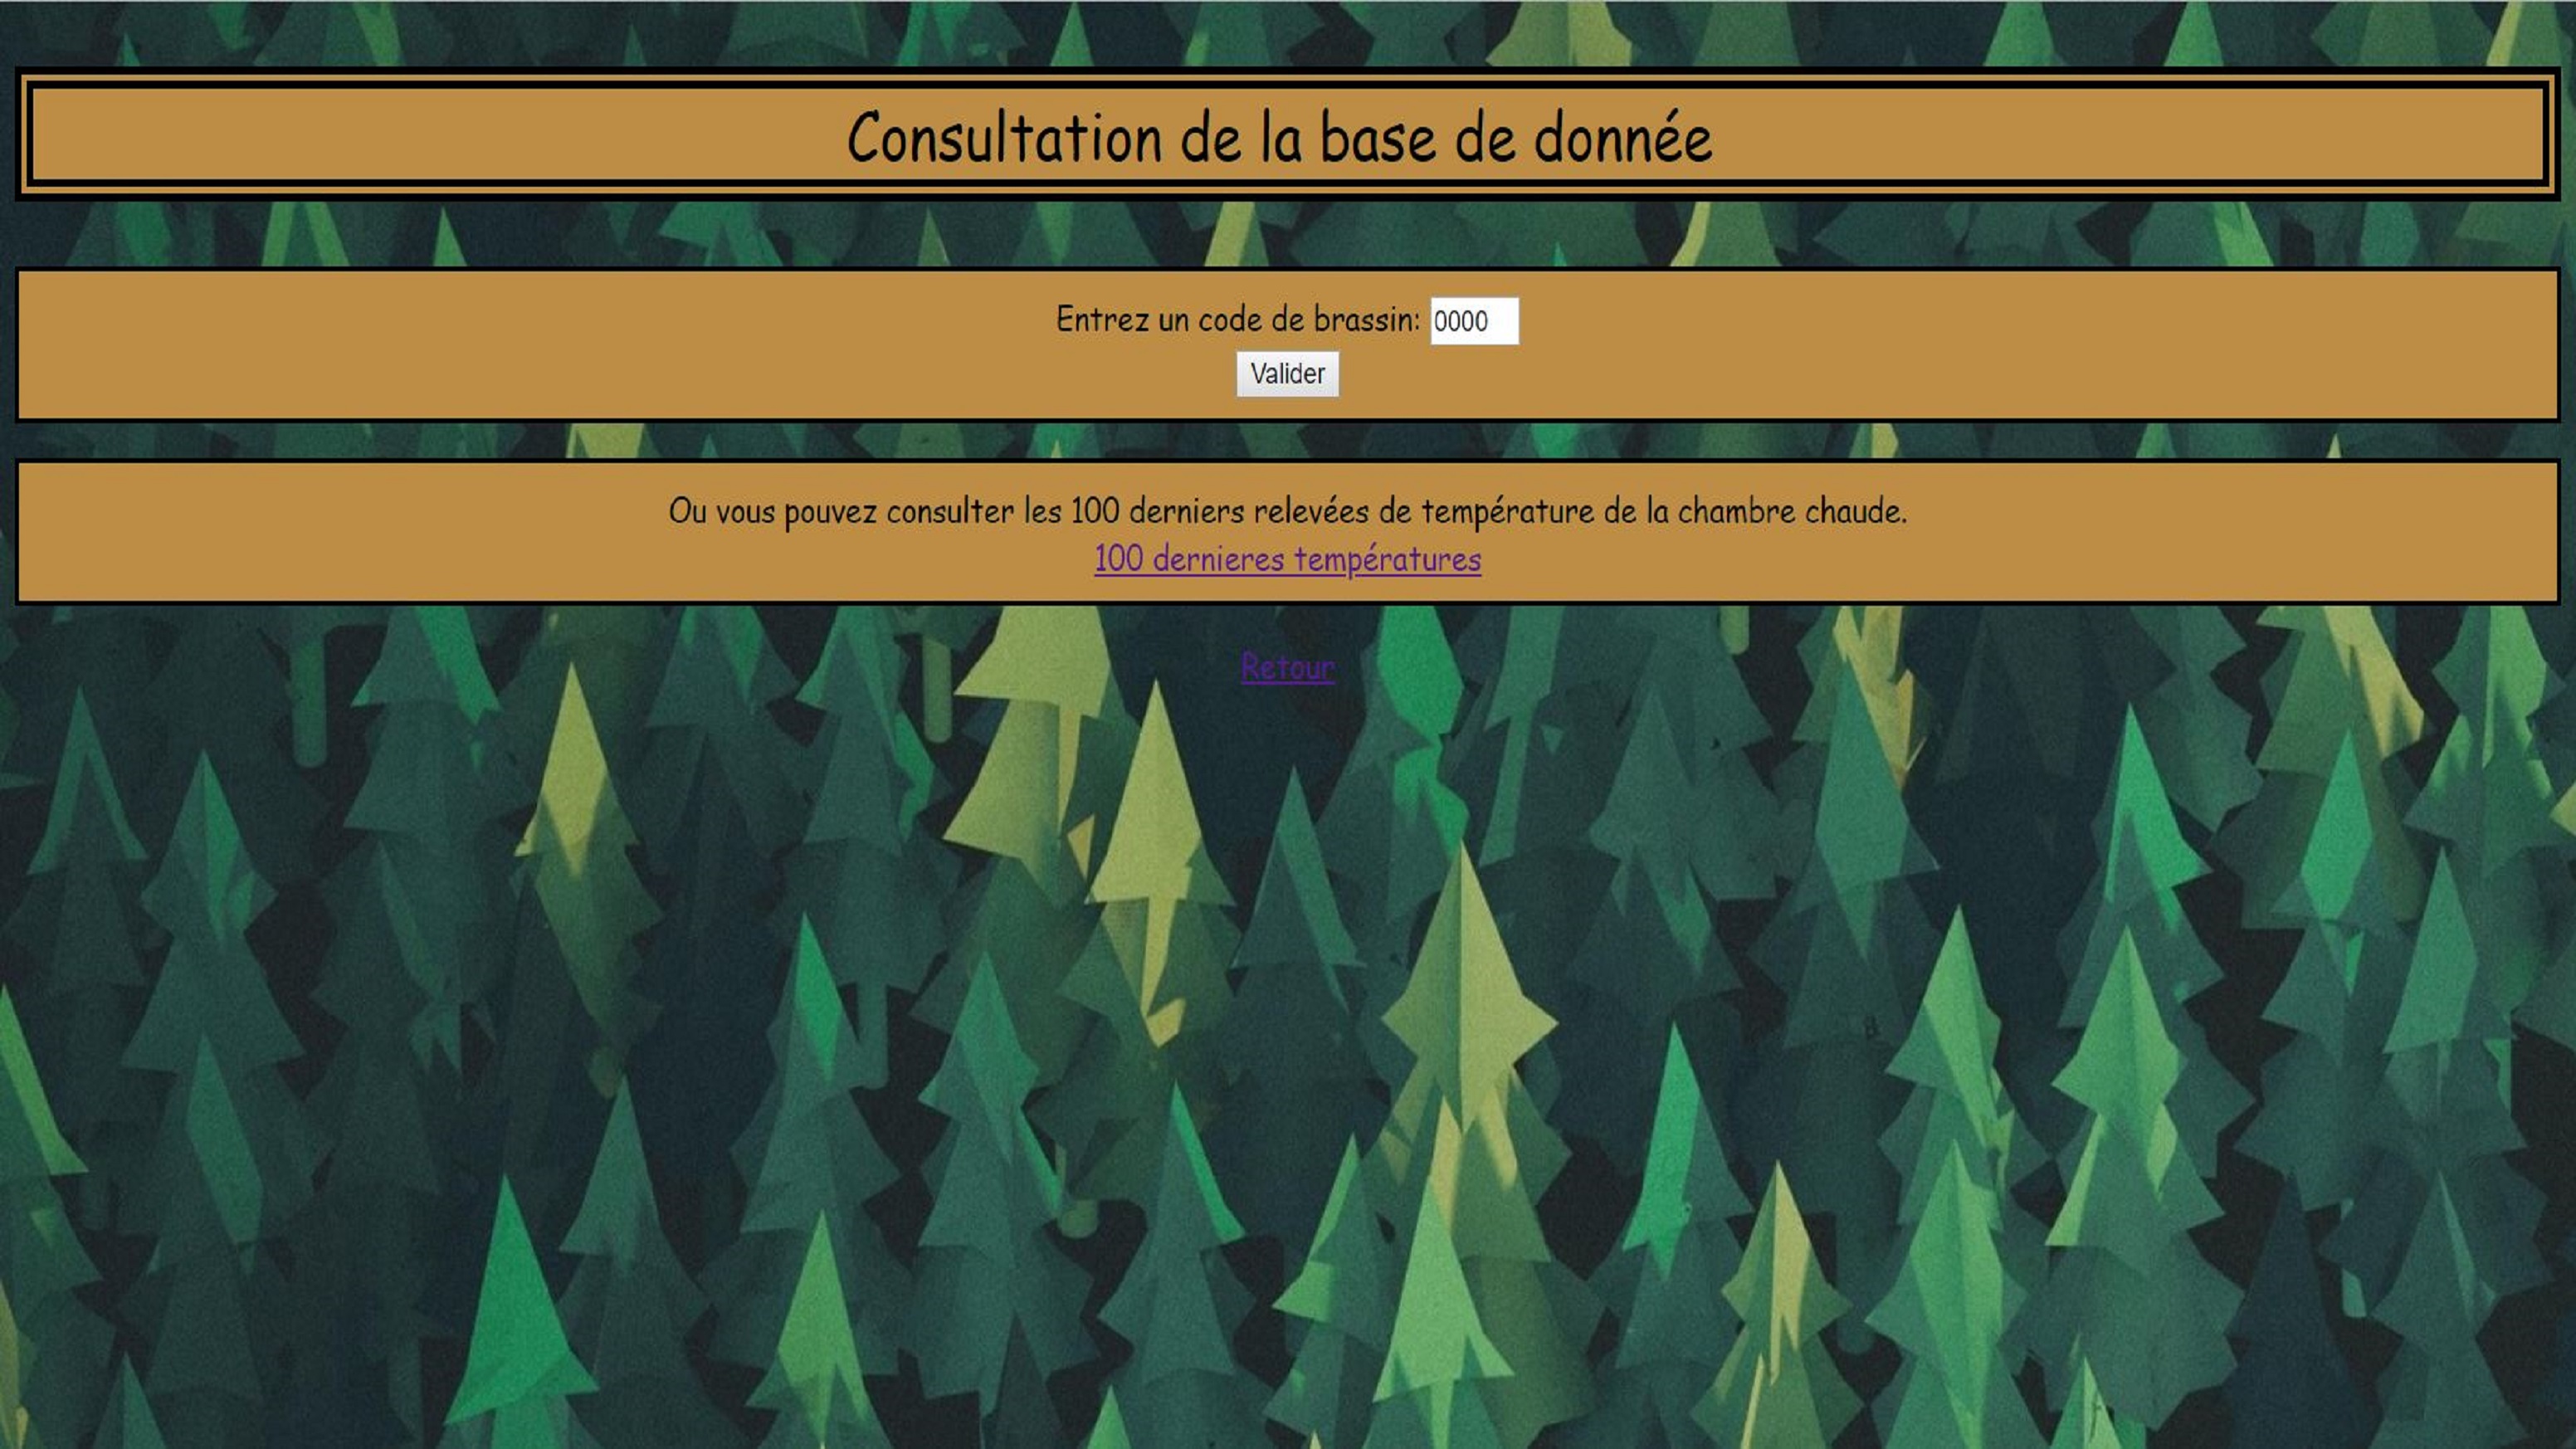 Consultation de la base de donnée
Entrez un code de brassin: 0000
Valider
Ou vous pouvez consulter les 100 derniers relevées de température de la chambre chaude.
100 dernieres températures
Retour